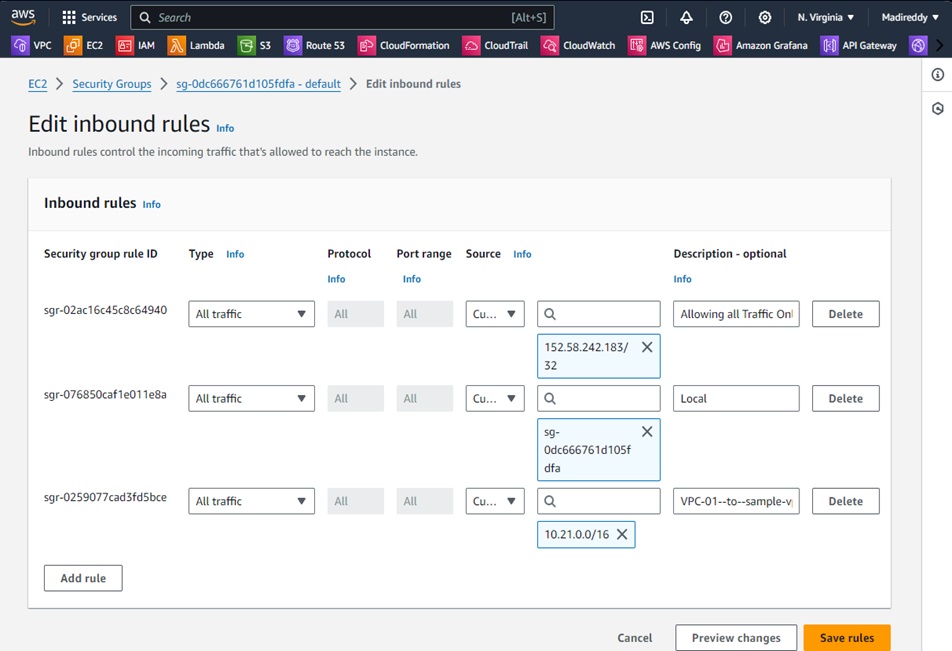 aws
Services
Search
[Alt+S]
N. Virginia
Madireddy
VPC
EC2
IAM
Lambda
S3
Route 53
CloudFormation
CloudTrail
CloudWatch
AWS Config
Amazon Grafana
API Gateway
EC2
Security Groups
sg-0dc666761d105fdfa - default
Edit inbound rules
Edit inbound rules Info
Inbound rules control the incoming traffic that's allowed to reach the instance.
Inbound rules Info
Security group rule ID
Type Info
Protocol
Info
Port range
Info
Source Info
Description - optional
Info
sgr-02ac16c45c8c64940
All traffic
All
All
Cu...
152.58.242.183/
32
Allowing all Traffic Onl
Delete
sgr-076850caf1e011e8a
All traffic
All
All
Cu...
sg-
0dc666761d105f
dfa
Local
Delete
sgr-0259077cad3fd5bce
All traffic
All
All
Cu...
10.21.0.0/16
VPC-01--to--sample-v
Delete
Add rule
Cancel
Preview changes
Save rules